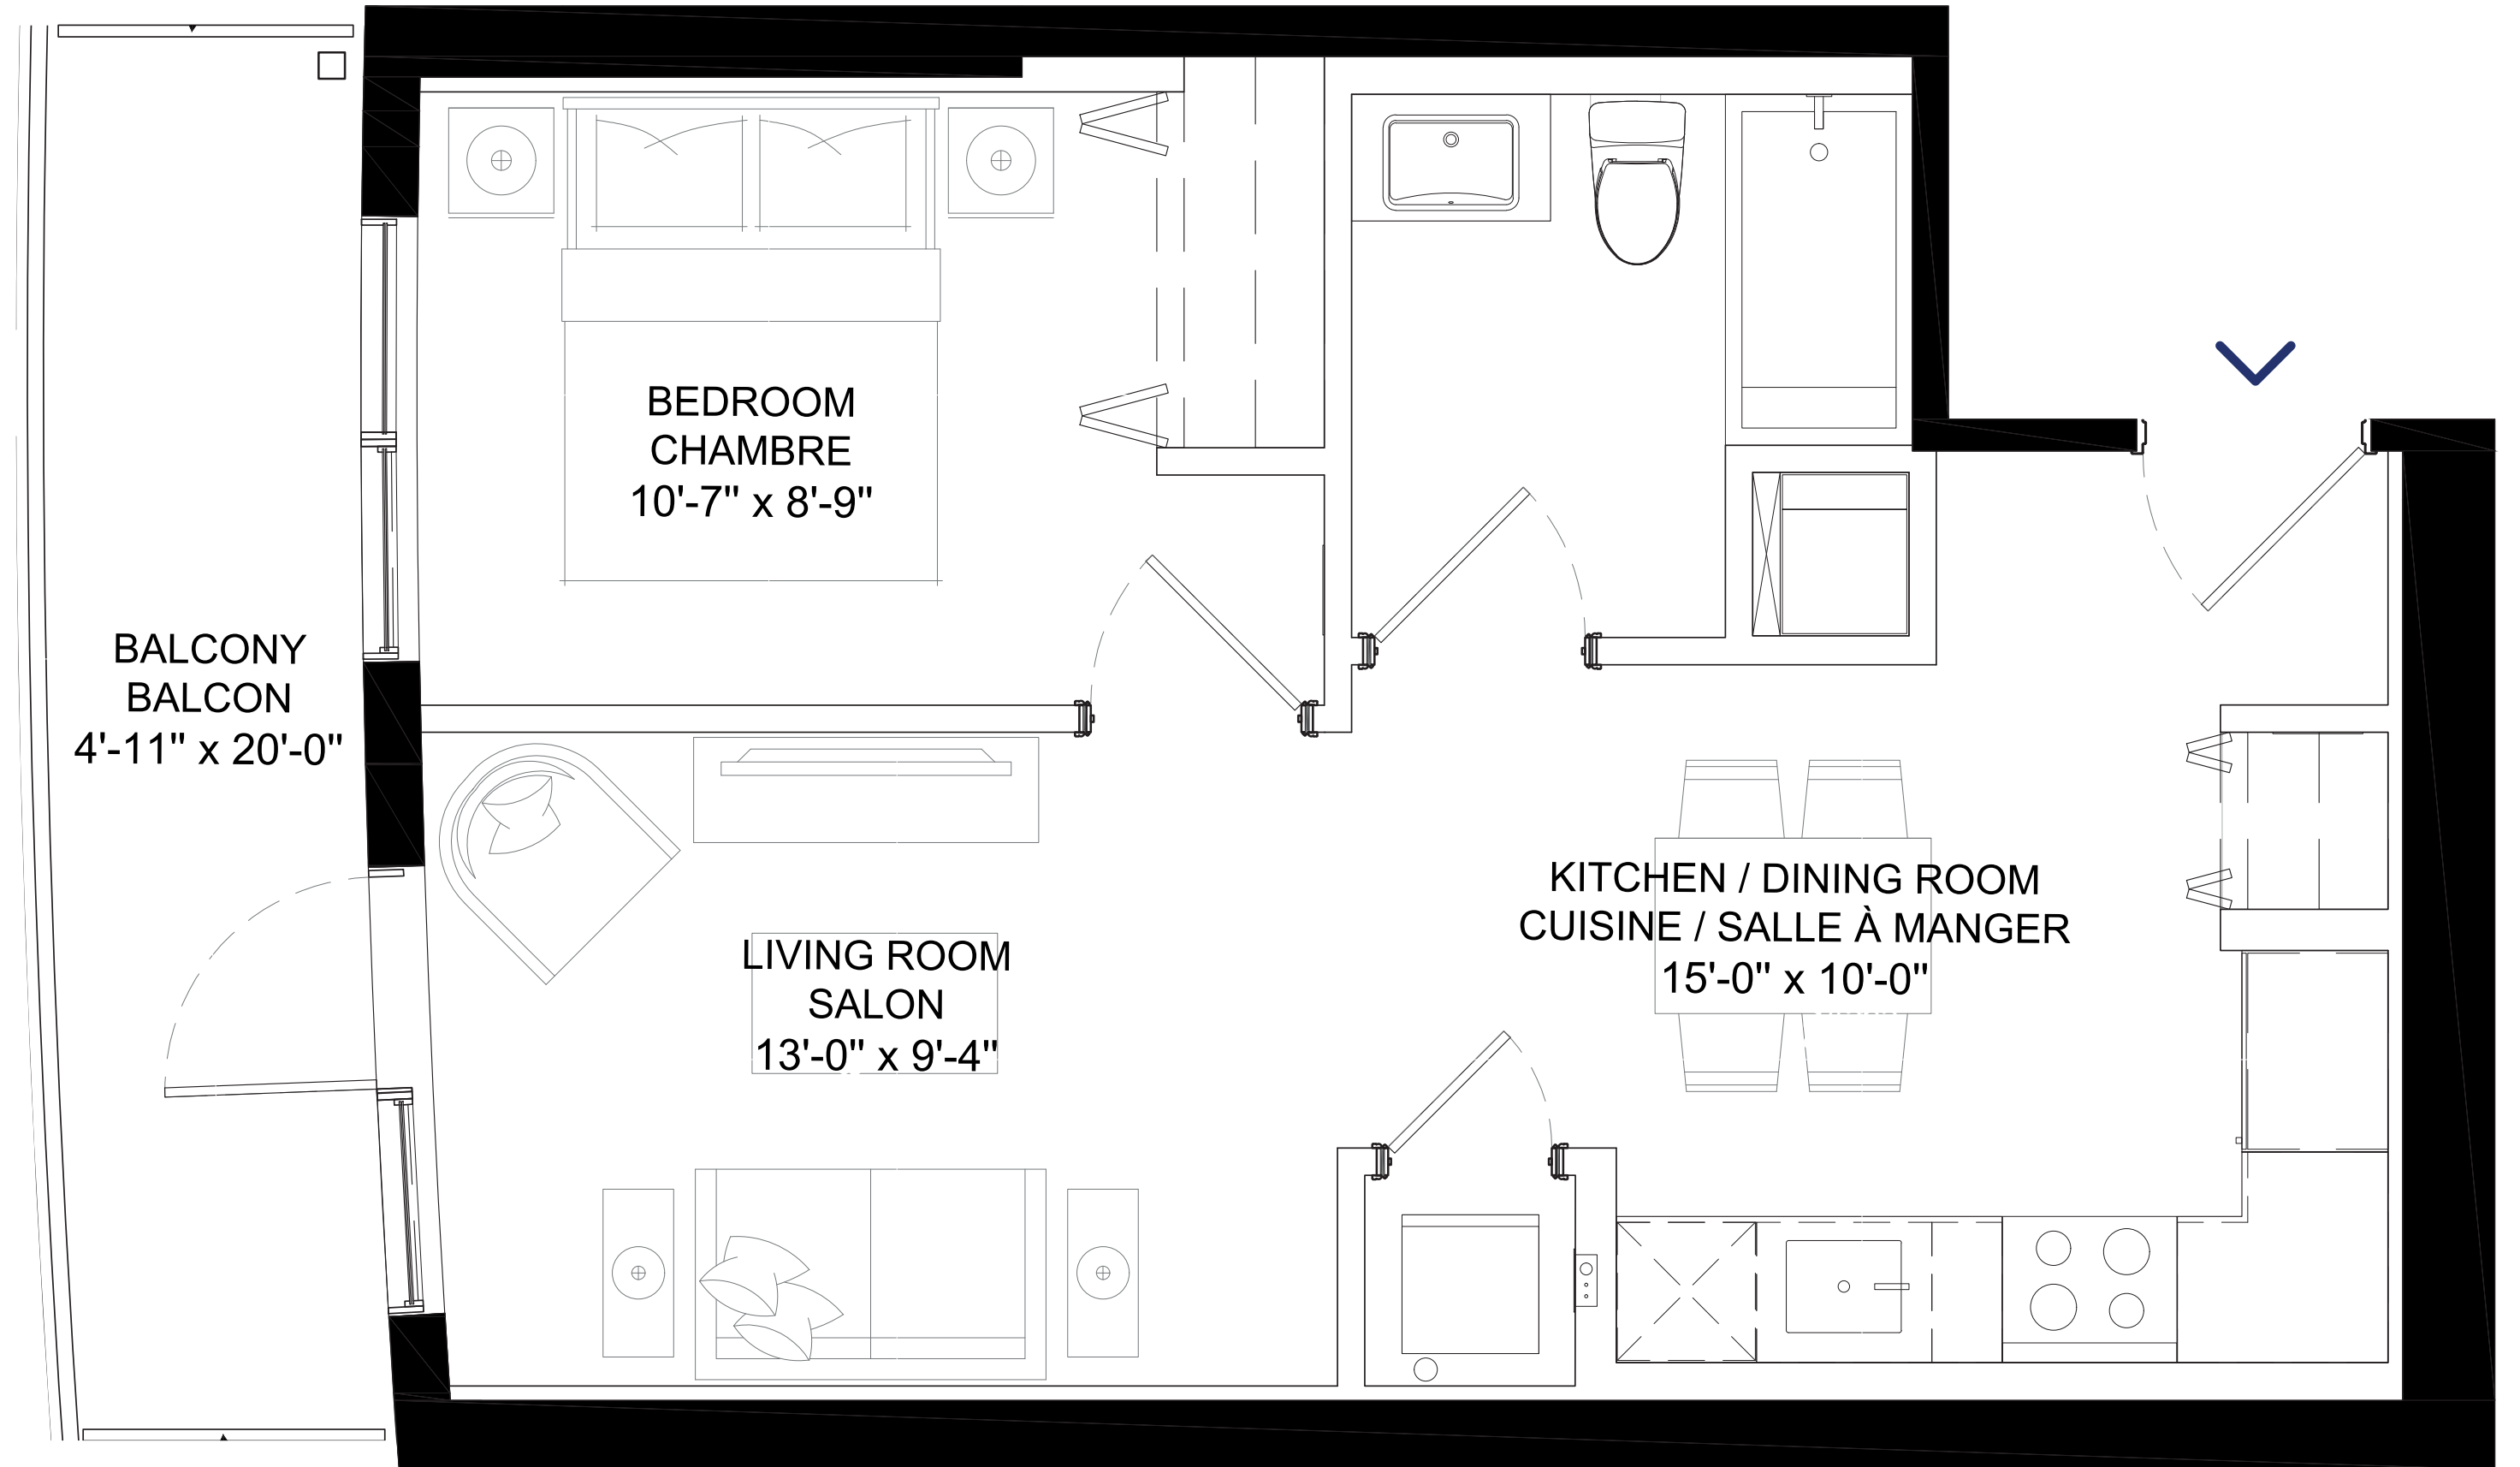 BEDROOM
CHAMBRE
10'-7" x 8'-9"
BALCONY
BALCON
4'-11" x 20'-0"
LIVING ROOM
SALON
13'-0" x 9'-4"
KITCHEN / DINING ROOM
CUISINE / SALLE À MANGER
15'-0" x 10'-0"